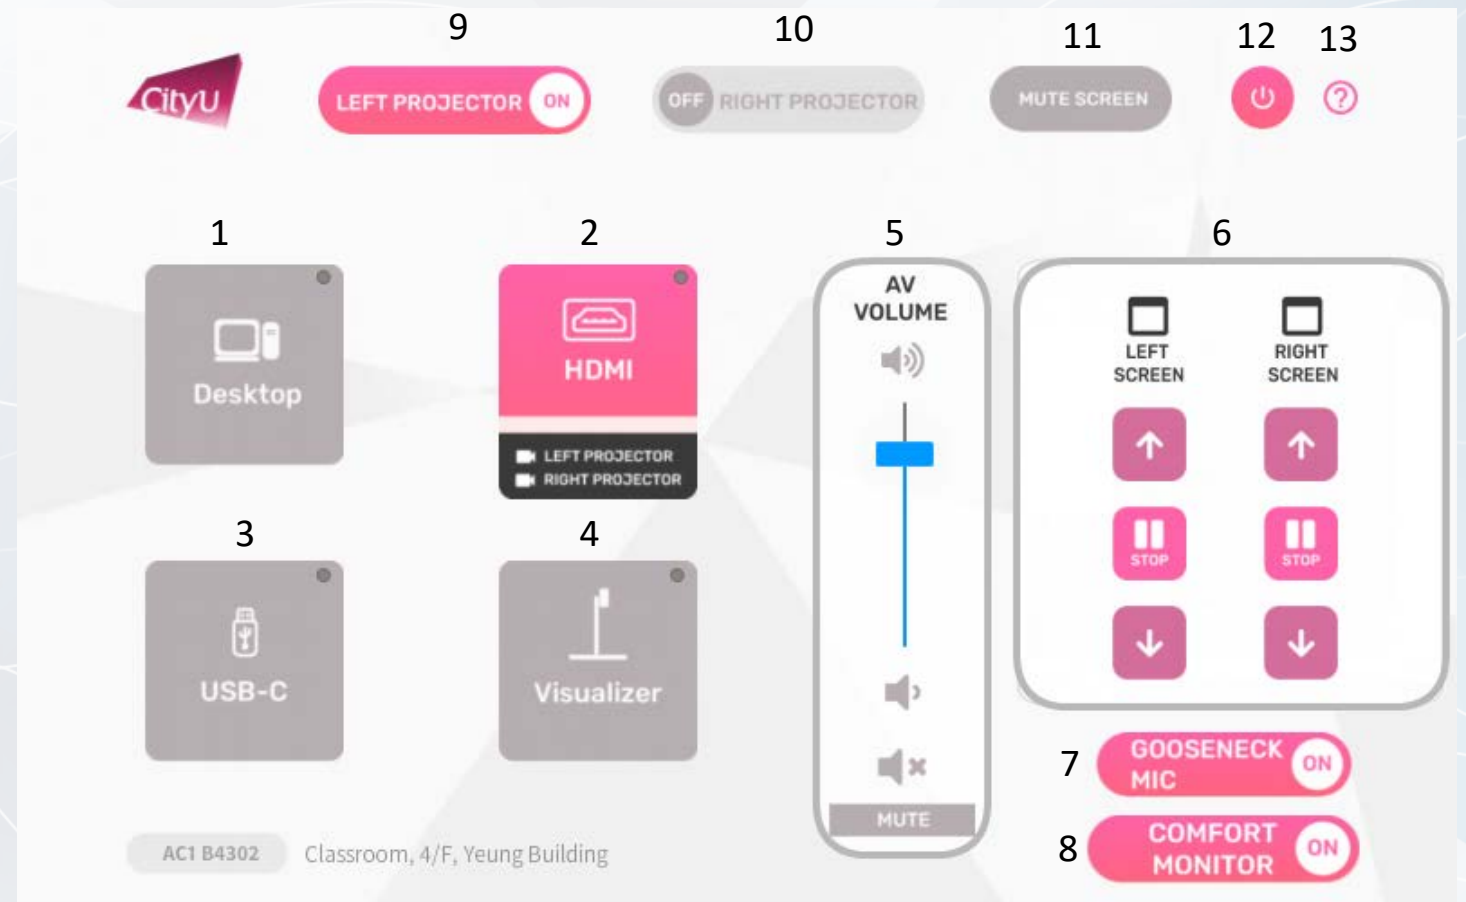 9
10
11
12
13
CityU
LEFT PROJECTOR ON
OFF RIGHT PROJECTOR
MUTE SCREEN
1
2
5
6
Desktop
HDMI
LEFT PROJECTOR
RIGHT PROJECTOR
3
4
USB-C
Visualizer
AV
VOLUME
MUTE
LEFT
SCREEN
RIGHT
SCREEN
STOP
STOP
7
GOOSENECK
MIC
ON
8
COMFORT
MONITOR
ON
AC1 B4302
Classroom, 4/F, Yeung Building